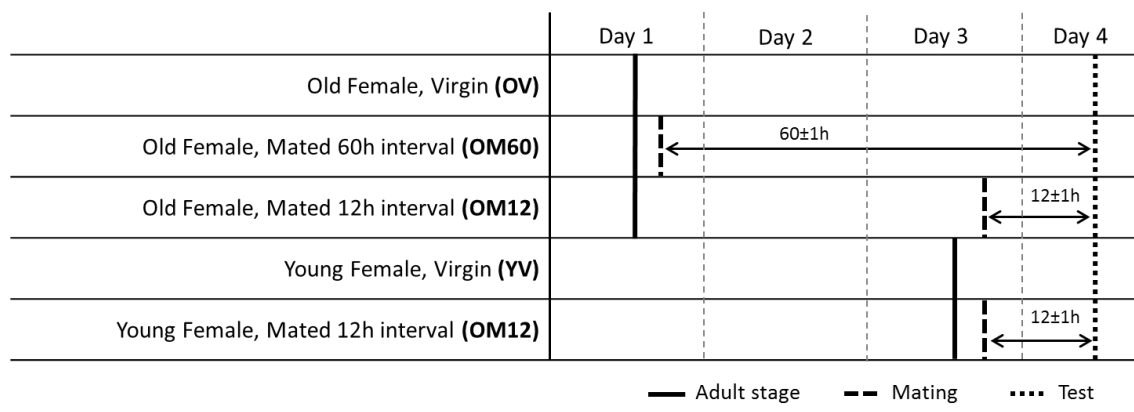 Day 1 Day 2 Day 3 Day 4
Old Female, Virgin (OV)
Old Female, Mated 60h interval (OM60) 60±1h
Old Female, Mated 12h interval (OM12) 12±1h
Young Female, Virgin (YV)
Young Female, Mated 12h interval (OM12) 12±1h
Adult stage Mating Test